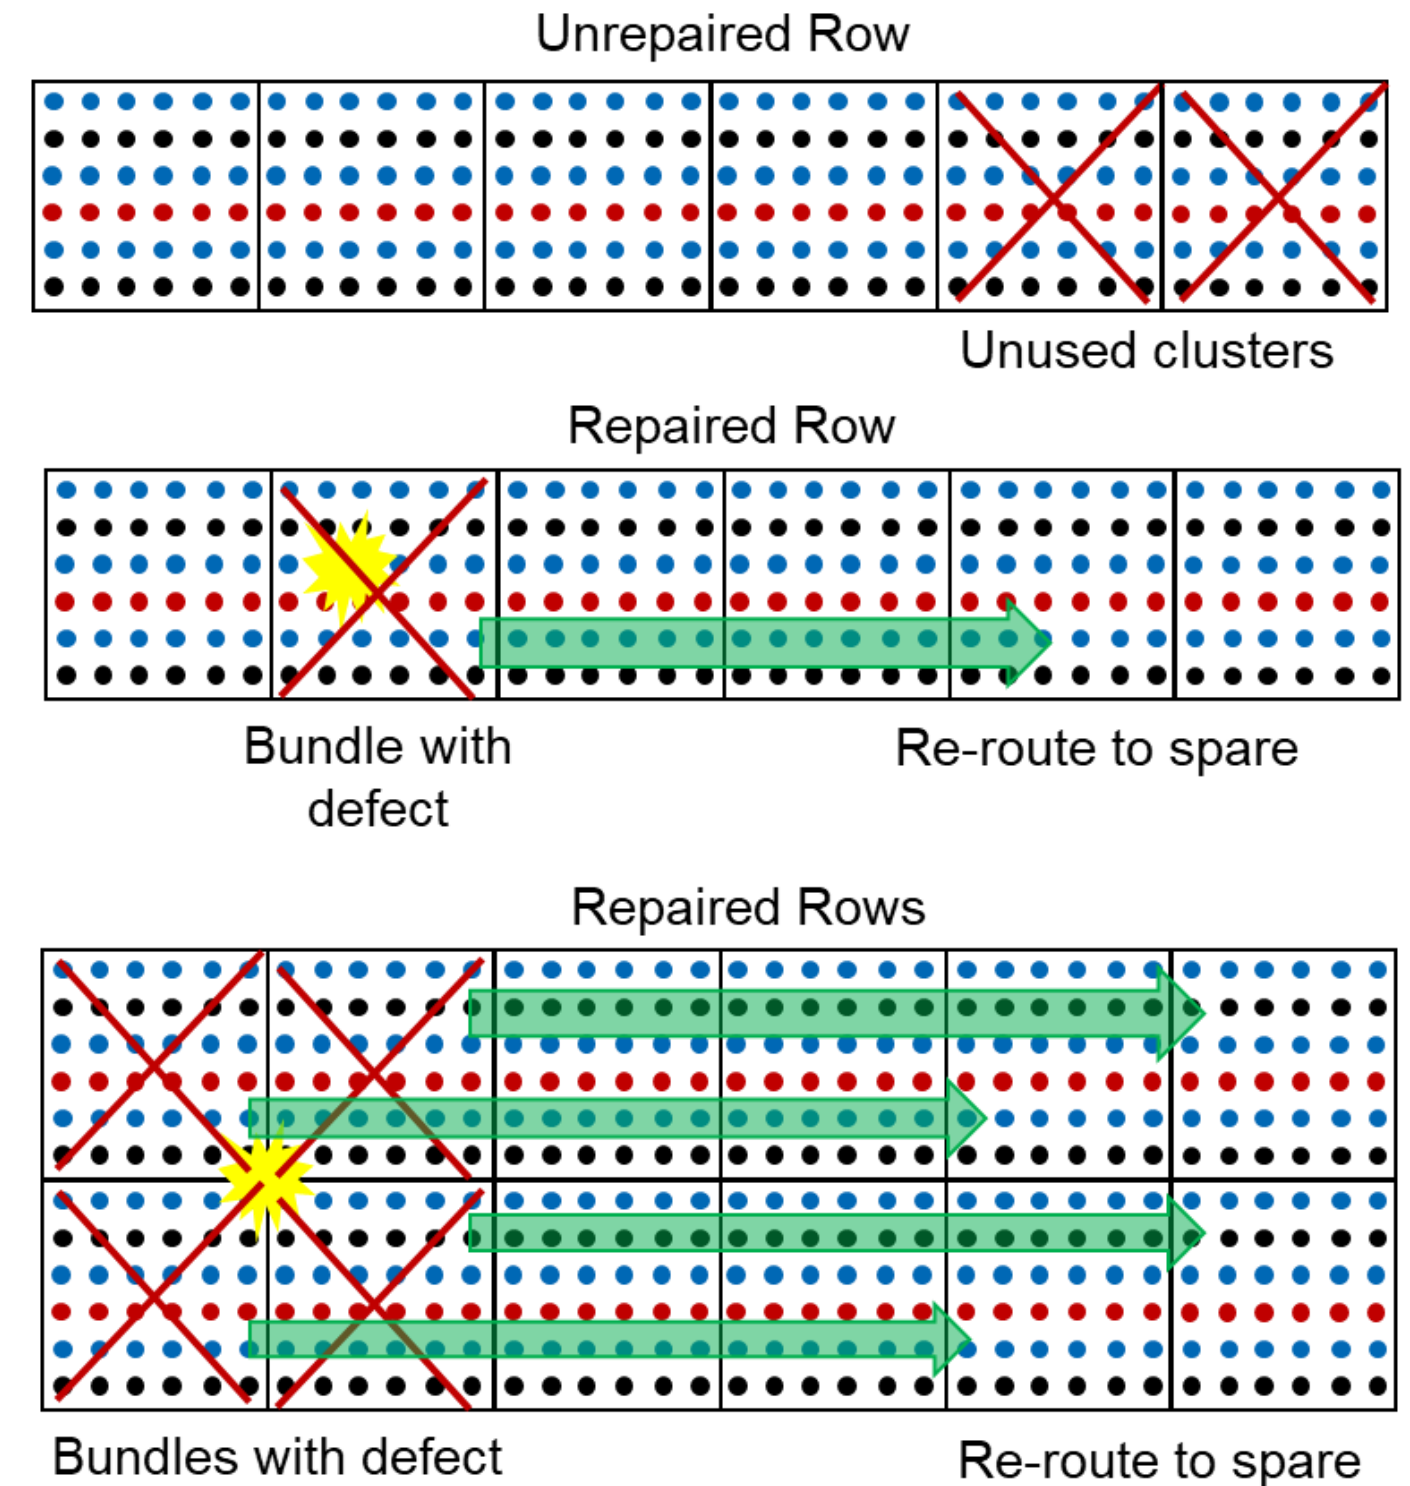 Unrepaired Row
Unused clusters
Repaired Row
Bundle with
defect
Re-route to spare
Repaired Rows
Bundles with defect
Re-route to spare